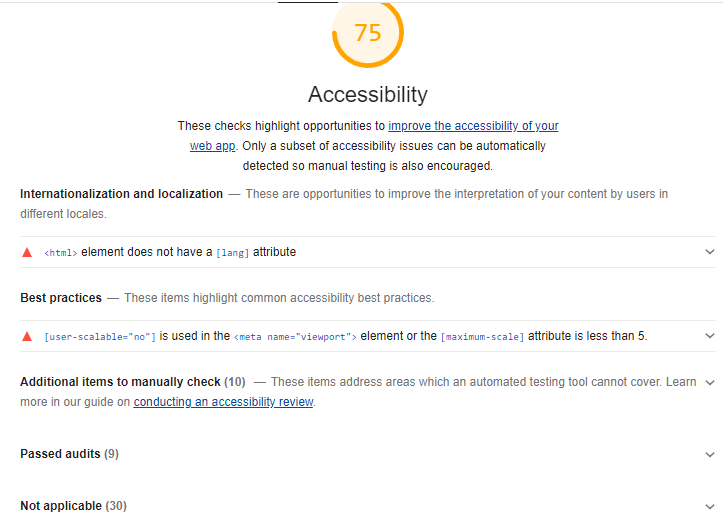 75
Accessibility
These checks highlight opportunities to improve the accessibility of your
web app. Only a subset of accessibility issues can be automatically
detected so manual testing is also encouraged.
Internationalization and localization — These are opportunities to improve the interpretation of your content by users in
different locales.
<html> element does not have a [lang] attribute
Best practices — These items highlight common accessibility best practices.
[user-scalable="no"] is used in the <meta name="viewport"> element or the [maximum-scale] attribute is less than 5.
Additional items to manually check (10) — These items address areas which an automated testing tool cannot cover. Learn
more in our guide on conducting an accessibility review.
Passed audits (9)
Not applicable (30)